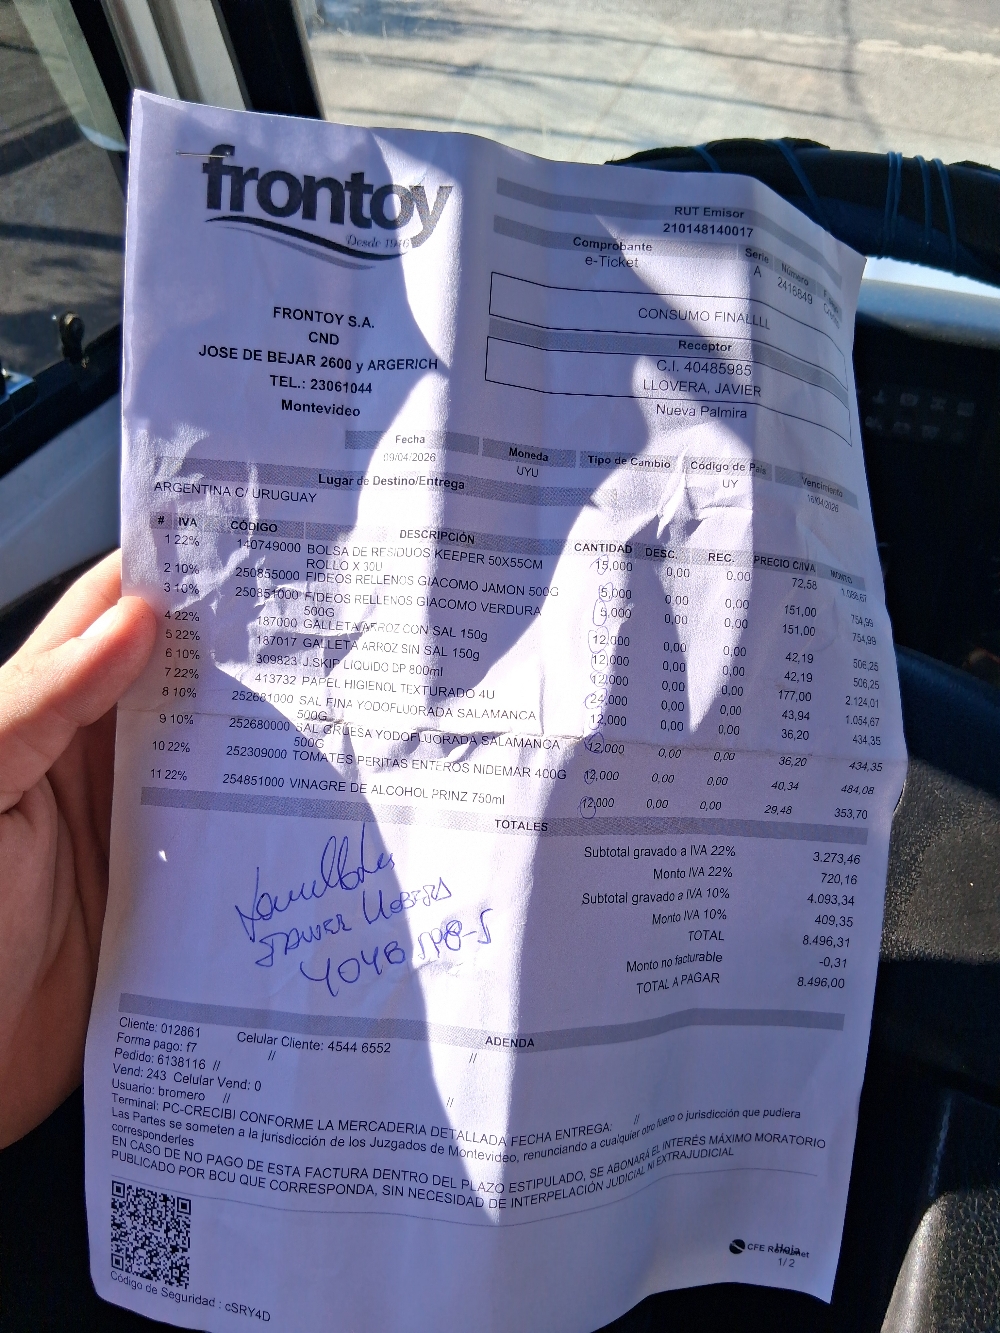 frontoy
Desde 1976
FRONTOY S.A.
CND
JOSE DE BEJAR 2600 y ARGERICH
TEL.: 23061044
Montevideo
RUT Emisor
210148140017
Comprobante Serie Número
e-Ticket A 2416849
CONSUMO FINALLLL
Receptor
C.I. 40485985
LLOVERA, JAVIER
Nueva Palmira
Fecha Moneda Tipo de Cambio Código de País Vencimiento
09/04/2026 UYU UY 16/04/2026
Lugar de Destino/Entrega
ARGENTINA C/ URUGUAY
# IVA CÓDIGO DESCRIPCIÓN CANTIDAD DESC. REC. PRECIO C/IVA MONTO
1 22% 140749000 BOLSA DE RESIDUOS KEEPER 50X55CM 15,000 0,00 0.00 72,58 1.088,67
ROLLO X 30U
2 10% 250855000 FIDEOS RELLENOS GIACOMO JAMON 500G 5,000 0,00 0,00 151,00 754,99
3 10% 250851000 FIDEOS RELLENOS GIACOMO VERDURA 5,000 0,00 0,00 151,00 754,99
500G
4 22% 187000 GALLETA ARROZ CON SAL 150g 12,000 0,00 0,00 42,19 506,25
5 22% 187017 GALLETA ARROZ SIN SAL 150g 12,000 0,00 0,00 42,19 506,25
6 10% 309823 J.SKIP LIQUIDO DP 800ml 12,000 0,00 0,00 177,00 2.124,01
7 22% 413732 PAPEL HIGIENOL TEXTURADO 4U 24,000 0,00 0,00 43,94 1.054,67
8 10% 252681000 SAL FINA YODOFLUORADA SALAMANCA 12,000 0,00 0,00 36,20 434,35
500G
9 10% 252680000 SAL GRUESA YODOFLUORADA SALAMANCA 12,000 0,00 0,00 36,20 434,35
500G
10 22% 252309000 TOMATES PERITAS ENTEROS NIDEMAR 400G 12,000 0,00 0,00 40,34 484,08
11 22% 254851000 VINAGRE DE ALCOHOL PRINZ 750ml 12,000 0,00 0,00 29,48 353,70
TOTALES
Subtotal gravado a IVA 22% 3.273,46
Monto IVA 22% 720,16
Subtotal gravado a IVA 10% 4.093,34
Monto IVA 10% 409,35
TOTAL 8.496,31
Monto no facturable -0,31
TOTAL A PAGAR 8.496,00
ADENDA
Cliente: 012861 Celular Cliente: 4544 6552 //
Forma pago: f7 //
Pedido: 6138116 //
Vend: 243 Celular Vend: 0
Usuario: bromero // //
Terminal: PC-CRECIBI CONFORME LA MERCADERIA DETALLADA FECHA ENTREGA: //
Las Partes se someten a la jurisdicción de los Juzgados de Montevideo, renunciando a cualquier otro fuero o jurisdicción que pudiera
corresponderles
EN CASO DE NO PAGO DE ESTA FACTURA DENTRO DEL PLAZO ESTIPULADO, SE ABONARÁ EL INTERÉS MÁXIMO MORATORIO
PUBLICADO POR BCU QUE CORRESPONDA, SIN NECESIDAD DE INTERPELACIÓN JUDICIAL NI EXTRAJUDICIAL
CFE
Hoja
1/2
Código de Seguridad : cSRY4D